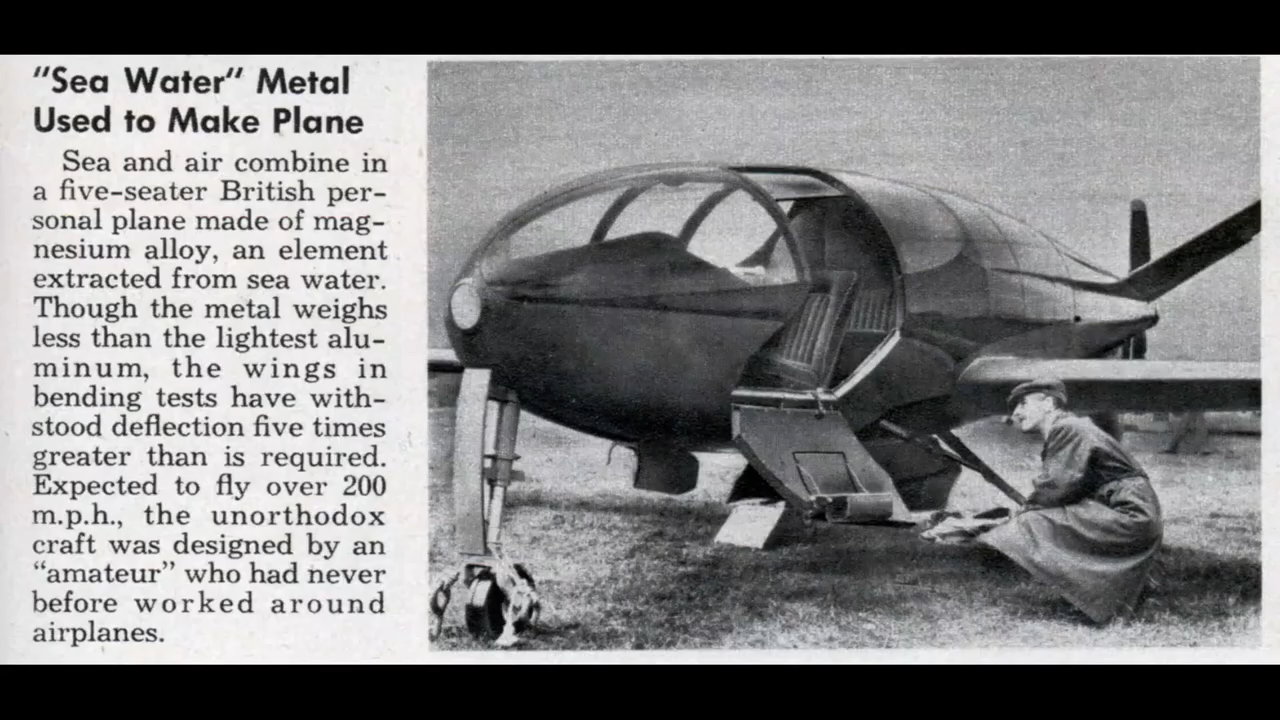 "Sea Water" Metal
Used to Make Plane
Sea and air combine in
a five-seater British per-
sonal plane made of mag-
nesium alloy, an element
extracted from sea water.
Though the metal weighs
less than the lightest alu-
minum, the wings in
bending tests have with-
stood deflection five times
greater than is required.
Expected to fly over 200
m.p.h., the unorthodox
craft was designed by an
“amateur” who had never
before worked around
airplanes.